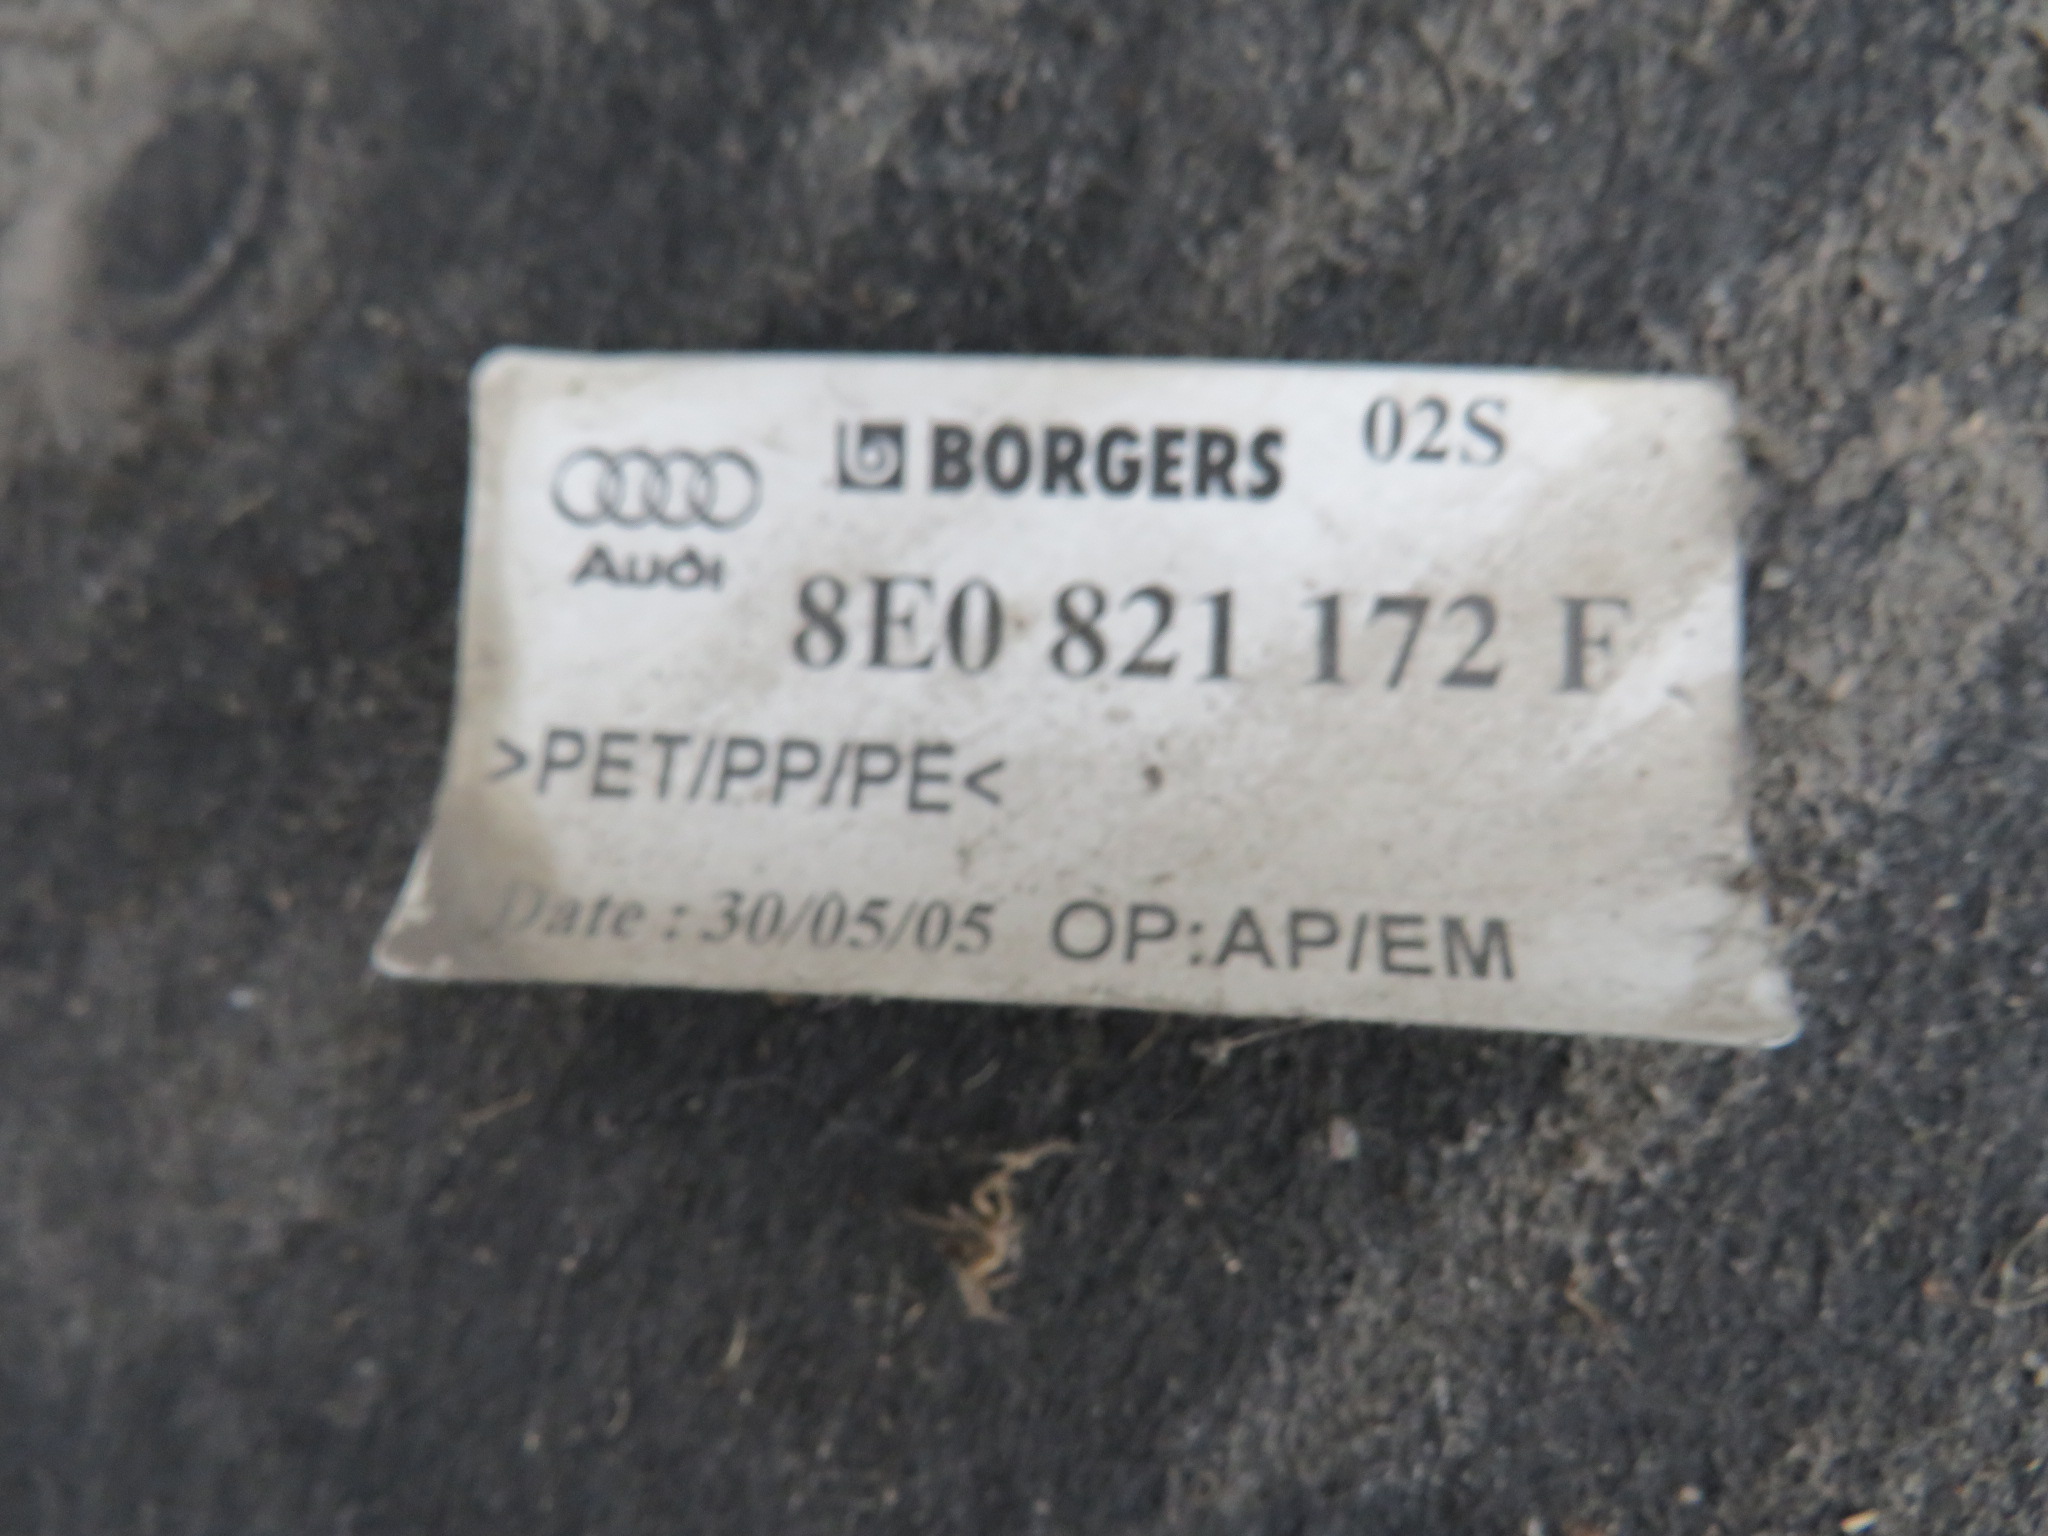 BORGERS 02S
Audi
8E0 821 172 F
>PET/PP/PE<
Date : 30/05/05 OP:AP/EM